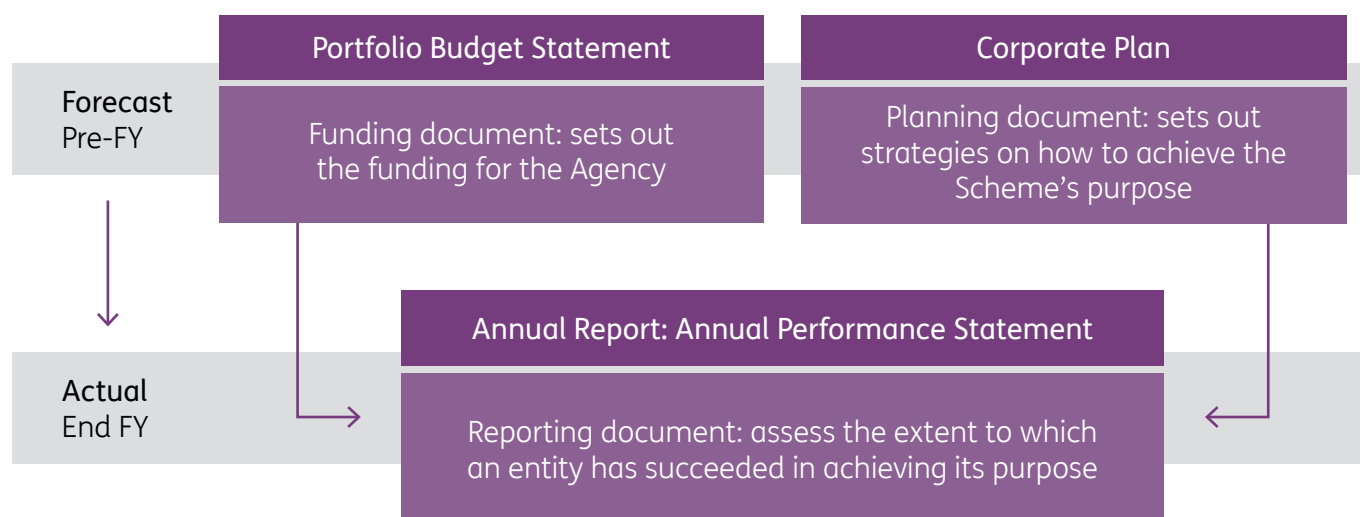 Portfolio Budget Statement
Corporate Plan
Forecast
Pre-FY
Funding document: sets out
the funding for the Agency
Planning document: sets out
strategies on how to achieve the
Scheme’s purpose
Annual Report: Annual Performance Statement
Actual
End FY
Reporting document: assess the extent to which
an entity has succeeded in achieving its purpose